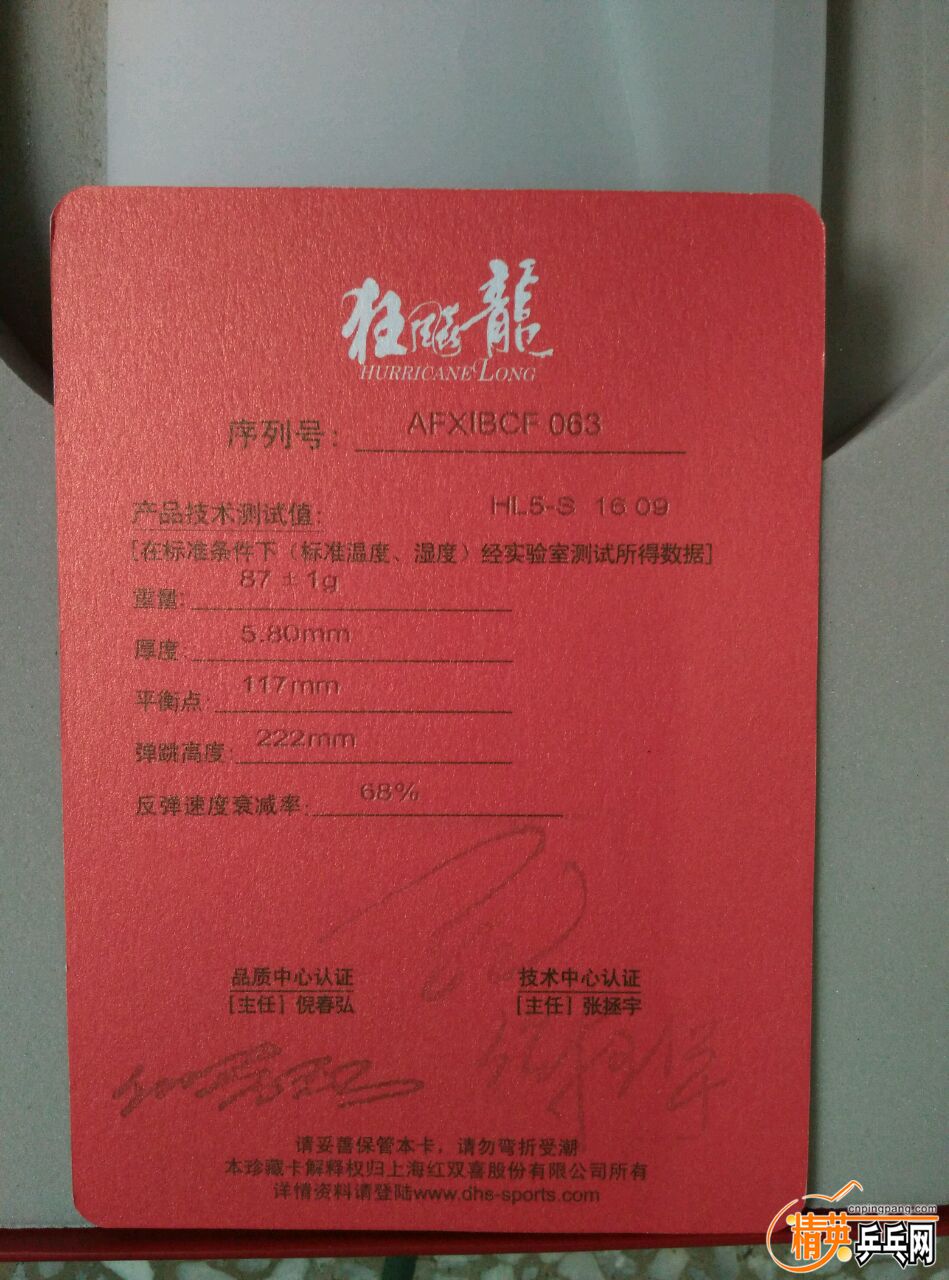 狂飚龍
HURRICANE LONG
序列号: AFXIBCF 063
产品技术测试值: HL5-S 16 09
[在标准条件下（标准温度、湿度）经实验室测试所得数据]
重量: 87 ± 1g
厚度: 5.80mm
平衡点: 117mm
弹跳高度: 222mm
反弹速度衰减率: 68%
品质中心认证 技术中心认证
[主任] 倪春弘 [主任] 张拯宇
请妥善保管本卡，请勿弯折受潮
本珍藏卡解释权归上海红双喜股份有限公司所有
详情资料请登陆www.dhs-sports.com
cnpingpang.com
精英乒乓网